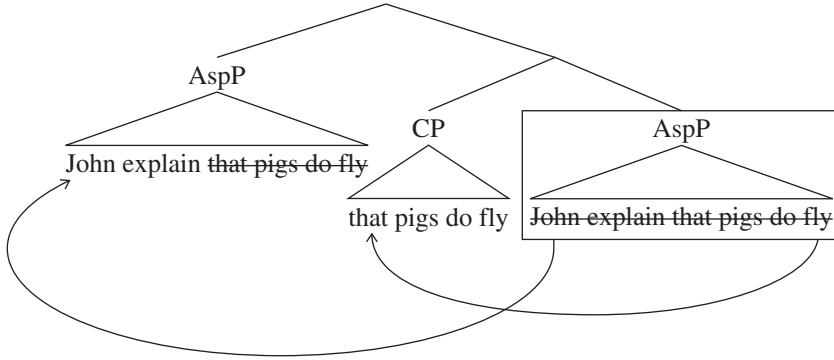 AspP
CP
AspP
John explain that pigs do fly
that pigs do fly
John explain that pigs do fly